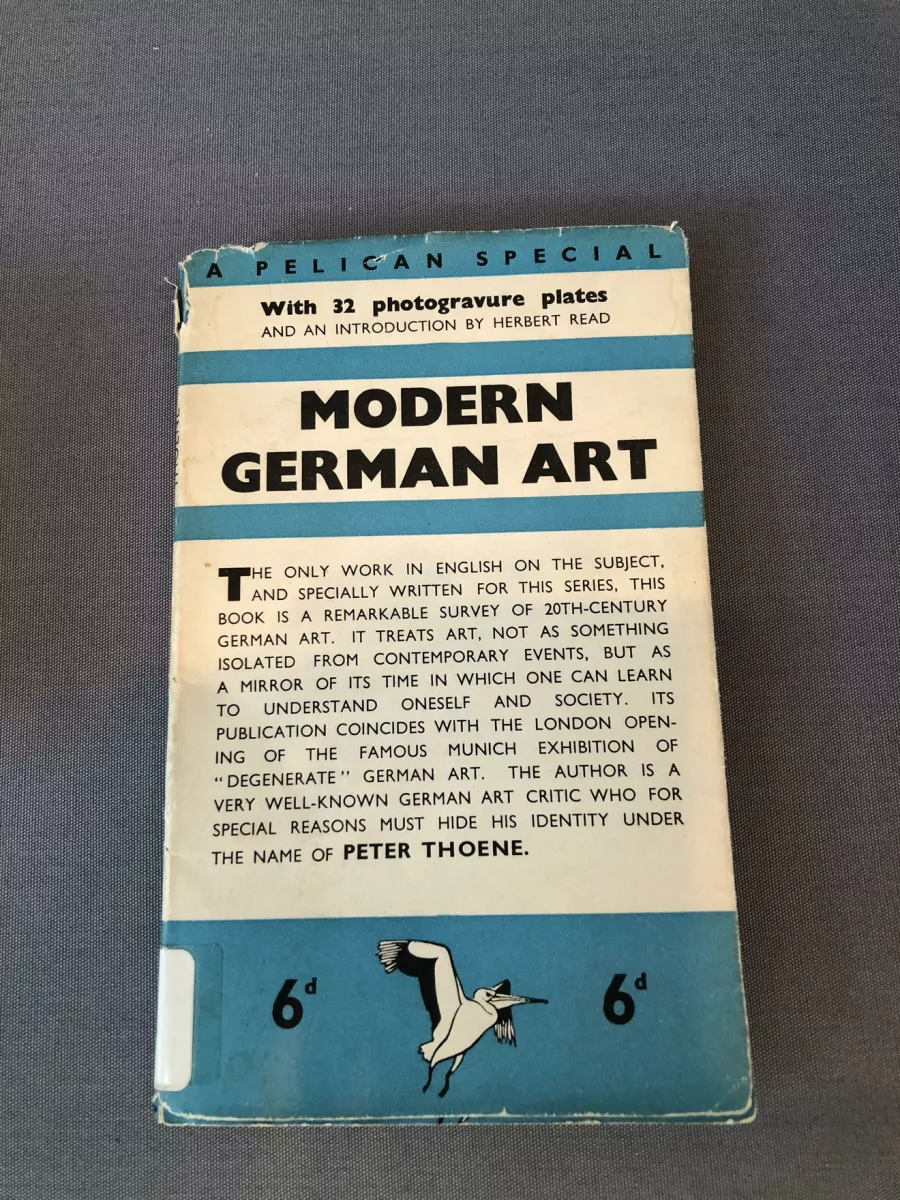 A PELICAN SPECIAL
With 32 photogravure plates
AND AN INTRODUCTION BY HERBERT READ
MODERN
GERMAN ART
THE ONLY WORK IN ENGLISH ON THE SUBJECT,
AND SPECIALLY WRITTEN FOR THIS SERIES, THIS
BOOK IS A REMARKABLE SURVEY OF 20TH-CENTURY
GERMAN ART. IT TREATS ART, NOT AS SOMETHING
ISOLATED FROM CONTEMPORARY EVENTS, BUT AS
A MIRROR OF ITS TIME IN WHICH ONE CAN LEARN
TO UNDERSTAND ONESELF AND SOCIETY. ITS
PUBLICATION COINCIDES WITH THE LONDON OPEN-
ING OF THE FAMOUS MUNICH EXHIBITION OF
"DEGENERATE" GERMAN ART. THE AUTHOR IS A
VERY WELL-KNOWN GERMAN ART CRITIC WHO FOR
SPECIAL REASONS MUST HIDE HIS IDENTITY UNDER
THE NAME OF PETER THOENE.
6d 6d